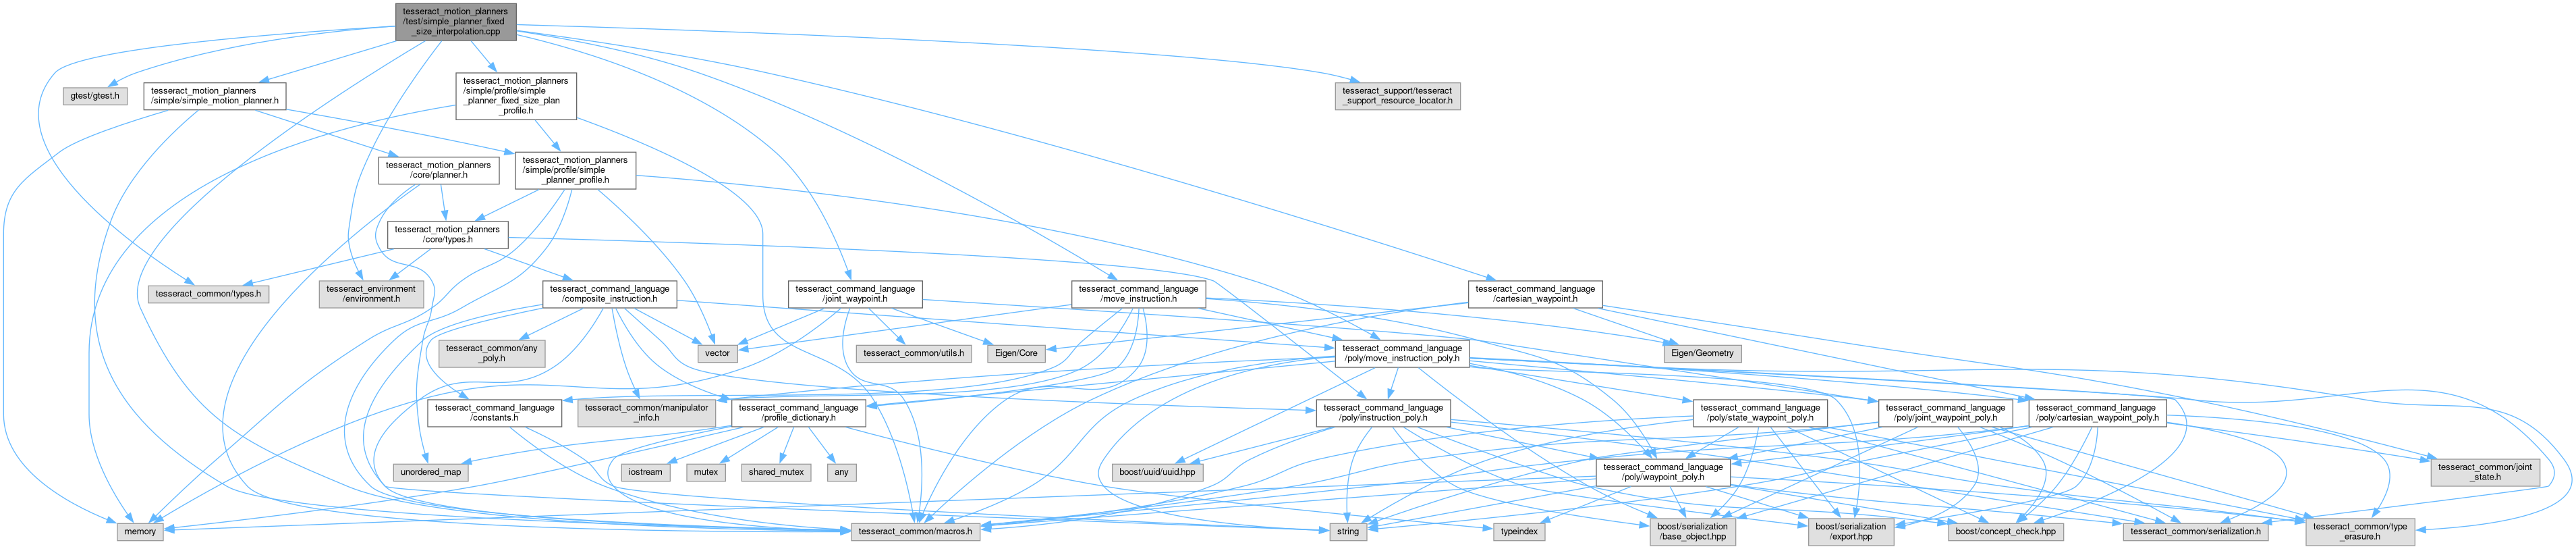 tesseract_motion_planners
/test/simple_planner_fixed
_size_interpolation.cpp
gtest/gtest.h
tesseract_motion_planners
/simple/simple_motion_planner.h
tesseract_motion_planners
/simple/profile/simple
_planner_fixed_size_plan
_profile.h
tesseract_support/tesseract
_support_resource_locator.h
tesseract_motion_planners
/core/planner.h
tesseract_motion_planners
/simple/profile/simple
_planner_profile.h
tesseract_motion_planners
/core/types.h
tesseract_common/types.h
tesseract_environment
/environment.h
tesseract_command_language
/composite_instruction.h
tesseract_command_language
/joint_waypoint.h
tesseract_command_language
/move_instruction.h
tesseract_command_language
/cartesian_waypoint.h
tesseract_common/any
_poly.h
vector
tesseract_common/utils.h
Eigen/Core
tesseract_command_language
/poly/move_instruction_poly.h
Eigen/Geometry
tesseract_command_language
/constants.h
tesseract_common/manipulator
_info.h
tesseract_command_language
/profile_dictionary.h
tesseract_command_language
/poly/instruction_poly.h
tesseract_command_language
/poly/state_waypoint_poly.h
tesseract_command_language
/poly/joint_waypoint_poly.h
tesseract_command_language
/poly/cartesian_waypoint_poly.h
unordered_map
iostream
mutex
shared_mutex
any
boost/uuid/uuid.hpp
tesseract_command_language
/poly/waypoint_poly.h
tesseract_common/joint
_state.h
memory
tesseract_common/macros.h
string
typeindex
boost/serialization
/base_object.hpp
boost/serialization
/export.hpp
boost/concept_check.hpp
tesseract_common/serialization.h
tesseract_common/type
_erasure.h